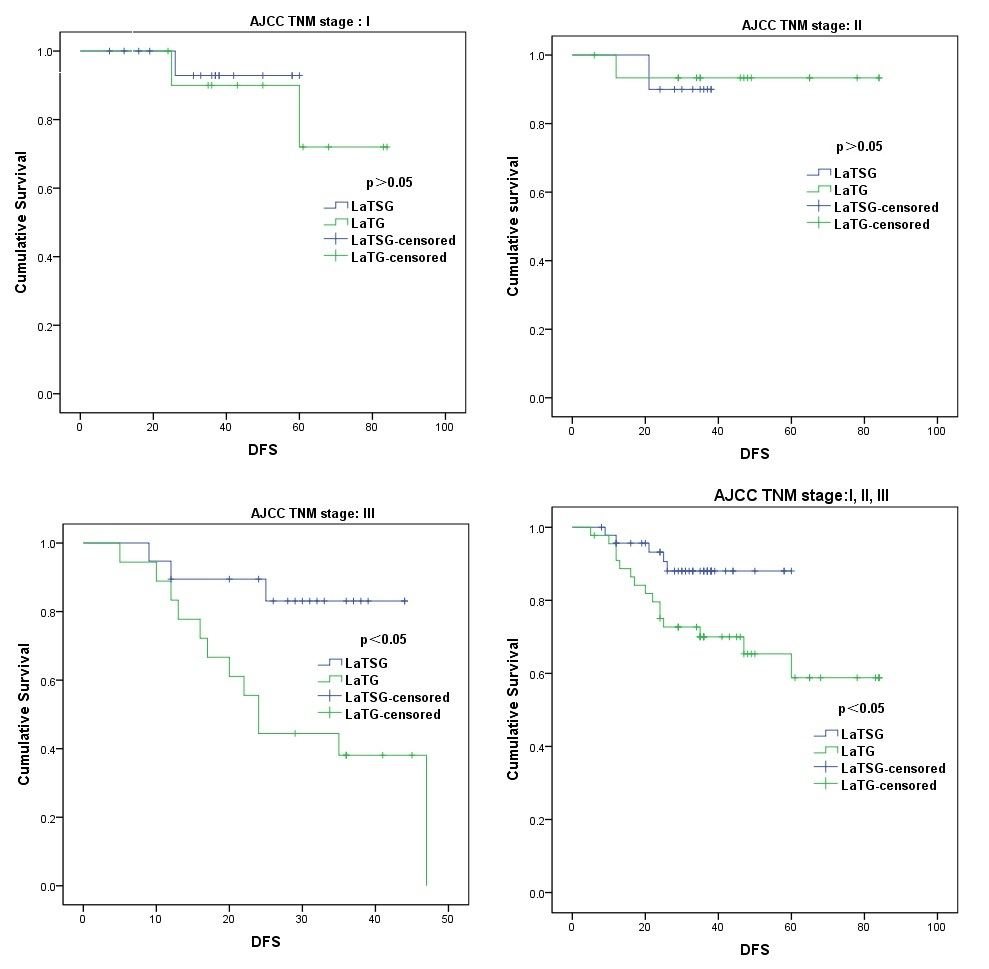 AJCC TNM stage : I
1.0
0.8
0.6
0.4
0.2
0.0
Cumulative Survival
p>0.05
LaTSG
LaTG
LaTSG-censored
LaTG-censored
0 20 40 60 80 100
DFS
AJCC TNM stage: II
1.0
0.8
0.6
0.4
0.2
0.0
Cumulative survival
p>0.05
LaTSG
LaTG
LaTSG-censored
LaTG-censored
0 20 40 60 80 100
DFS
AJCC TNM stage: III
1.0
0.8
0.6
0.4
0.2
0.0
Cumulative Survival
p<0.05
LaTSG
LaTG
LaTSG-censored
LaTG-censored
0 10 20 30 40 50
DFS
AJCC TNM stage:I, II, III
1.0
0.8
0.6
0.4
0.2
0.0
Cumulative Survival
p<0.05
LaTSG
LaTG
LaTSG-censored
LaTG-censored
0 20 40 60 80 100
DFS